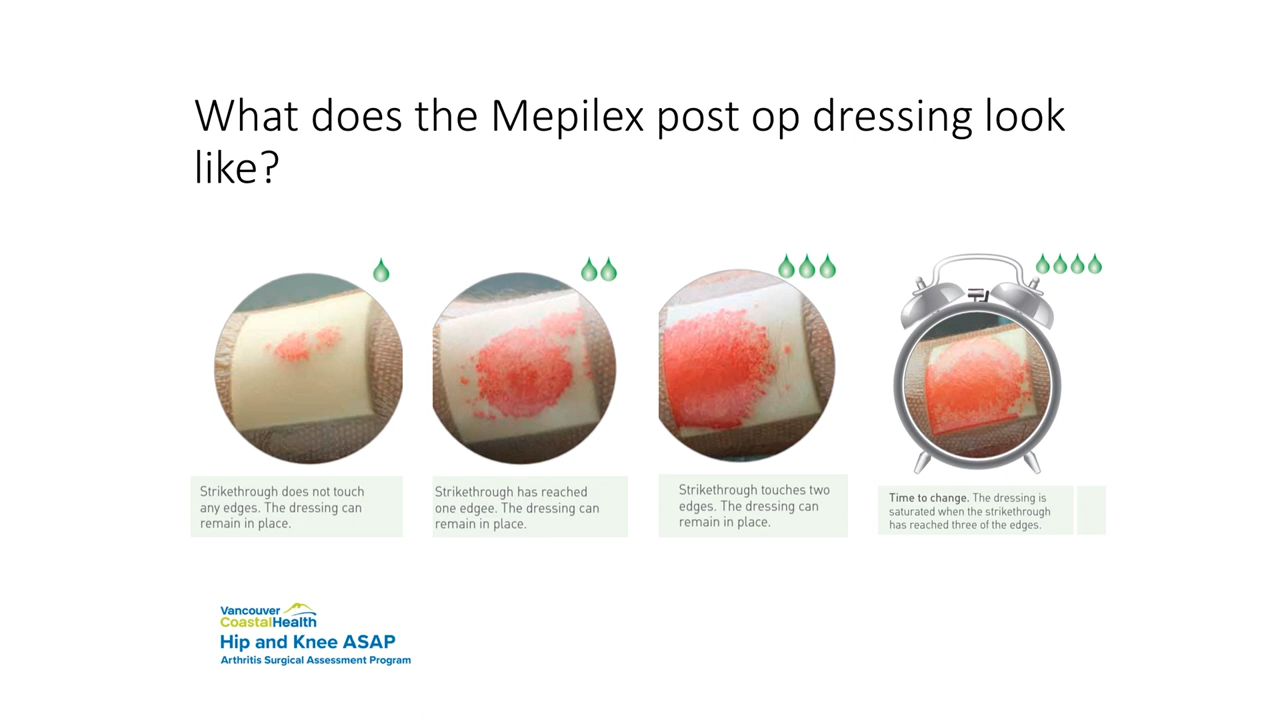 What does the Mepilex post op dressing look
like?
Strikethrough does not touch
any edges. The dressing can
remain in place.
Strikethrough has reached
one edgee. The dressing can
remain in place.
Strikethrough touches two
edges. The dressing can
remain in place.
Time to change. The dressing is
saturated when the strikethrough
has reached three of the edges.
Vancouver
CoastalHealth
Hip and Knee ASAP
Arthritis Surgical Assessment Program